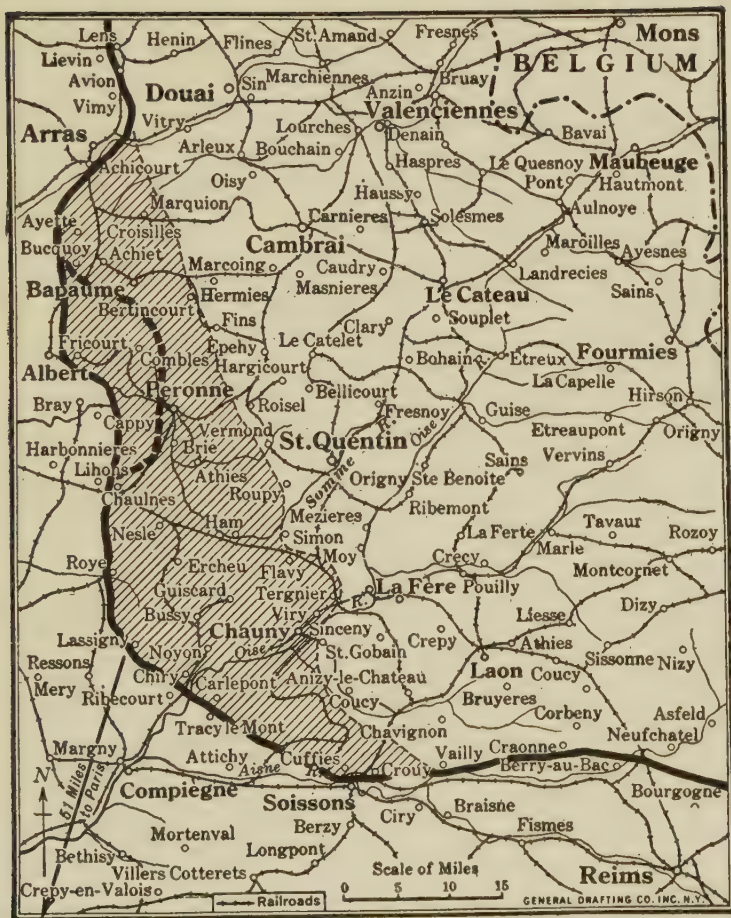 Lens
Henin
Flines
St. Amand
Fresnes
Mons
Lievin
BELGIUM
Avion
Douai
Sin
Marchiennes
Anzin
Bruay
Vimy
Valenciennes
Arras
Vitry
Lourches
Denain
Bavai
Achicourt
Arleux
Bouchain
Haspres
Le Quesnoy
Maubeuge
Oisy
Pont
Hautmont
Marquion
Haussy
Aulnoye
Ayette
Croisilles
Carnieres
Solesmes
Bucquoy
Cambrai
Maroilles
Avesnes
Achiet
Marcoing
Caudry
Landrecies
Bapaume
Hermies
Masnieres
Sains
Bertincourt
Le Cateau
Fins
Clary
Souplet
Fricourt
Epehy
Le Catelet
Fourmies
Combles
Hargicourt
Bohain
R.
Etreux
Albert
La Capelle
Peronne
Bellicourt
Hirson
Bray
Roisel
Fresnoy
Guise
Cappy
Vermond
R.
Oise
Etreaupont
Origny
Harbonnieres
Brie
St. Quentin
Sains
Vervins
Lihons
Athies
Somme
Origny Ste Benoite
Chaulnes
Roupy
Ribemont
Nesle
Ham
Mezieres
Simon
La Ferte
Tavaur
Rozoy
Moy
Marle
Roye
Ercheu
Flavy
Crecy
Montcornet
Guiscard
Tergnier
La Fère
Pouilly
Bussy
Viry
R.
Liesse
Dizy
Chauny
Sinceny
Crepy
Athies
Lassigny
Noyon
Oise
St. Gobain
Sissonne
Nizy
Ressons
Laon
Coucy
Mery
Chiry
Carlepont
Anizy-le-Chateau
Ribecourt
Coucy
Bruyeres
Asfeld
Tracy le Mont
Chavignon
Corbeny
Neufchatel
Margny
Attichy
Cuffies
Vailly
Craonne
N
Aisne
R.
Crouy
Berry-au-Bac
51 Miles
to Paris
Compiègne
Soissons
Bourgogne
Ciry
Braisne
Mortenval
Berzy
Fismes
Bethisy
Longpont
Villers Cotterets
Scale of Miles
Reims
Crepy-en-Valois
Railroads
0 5 10 15
GENERAL DRAFTING CO. INC. N.Y.